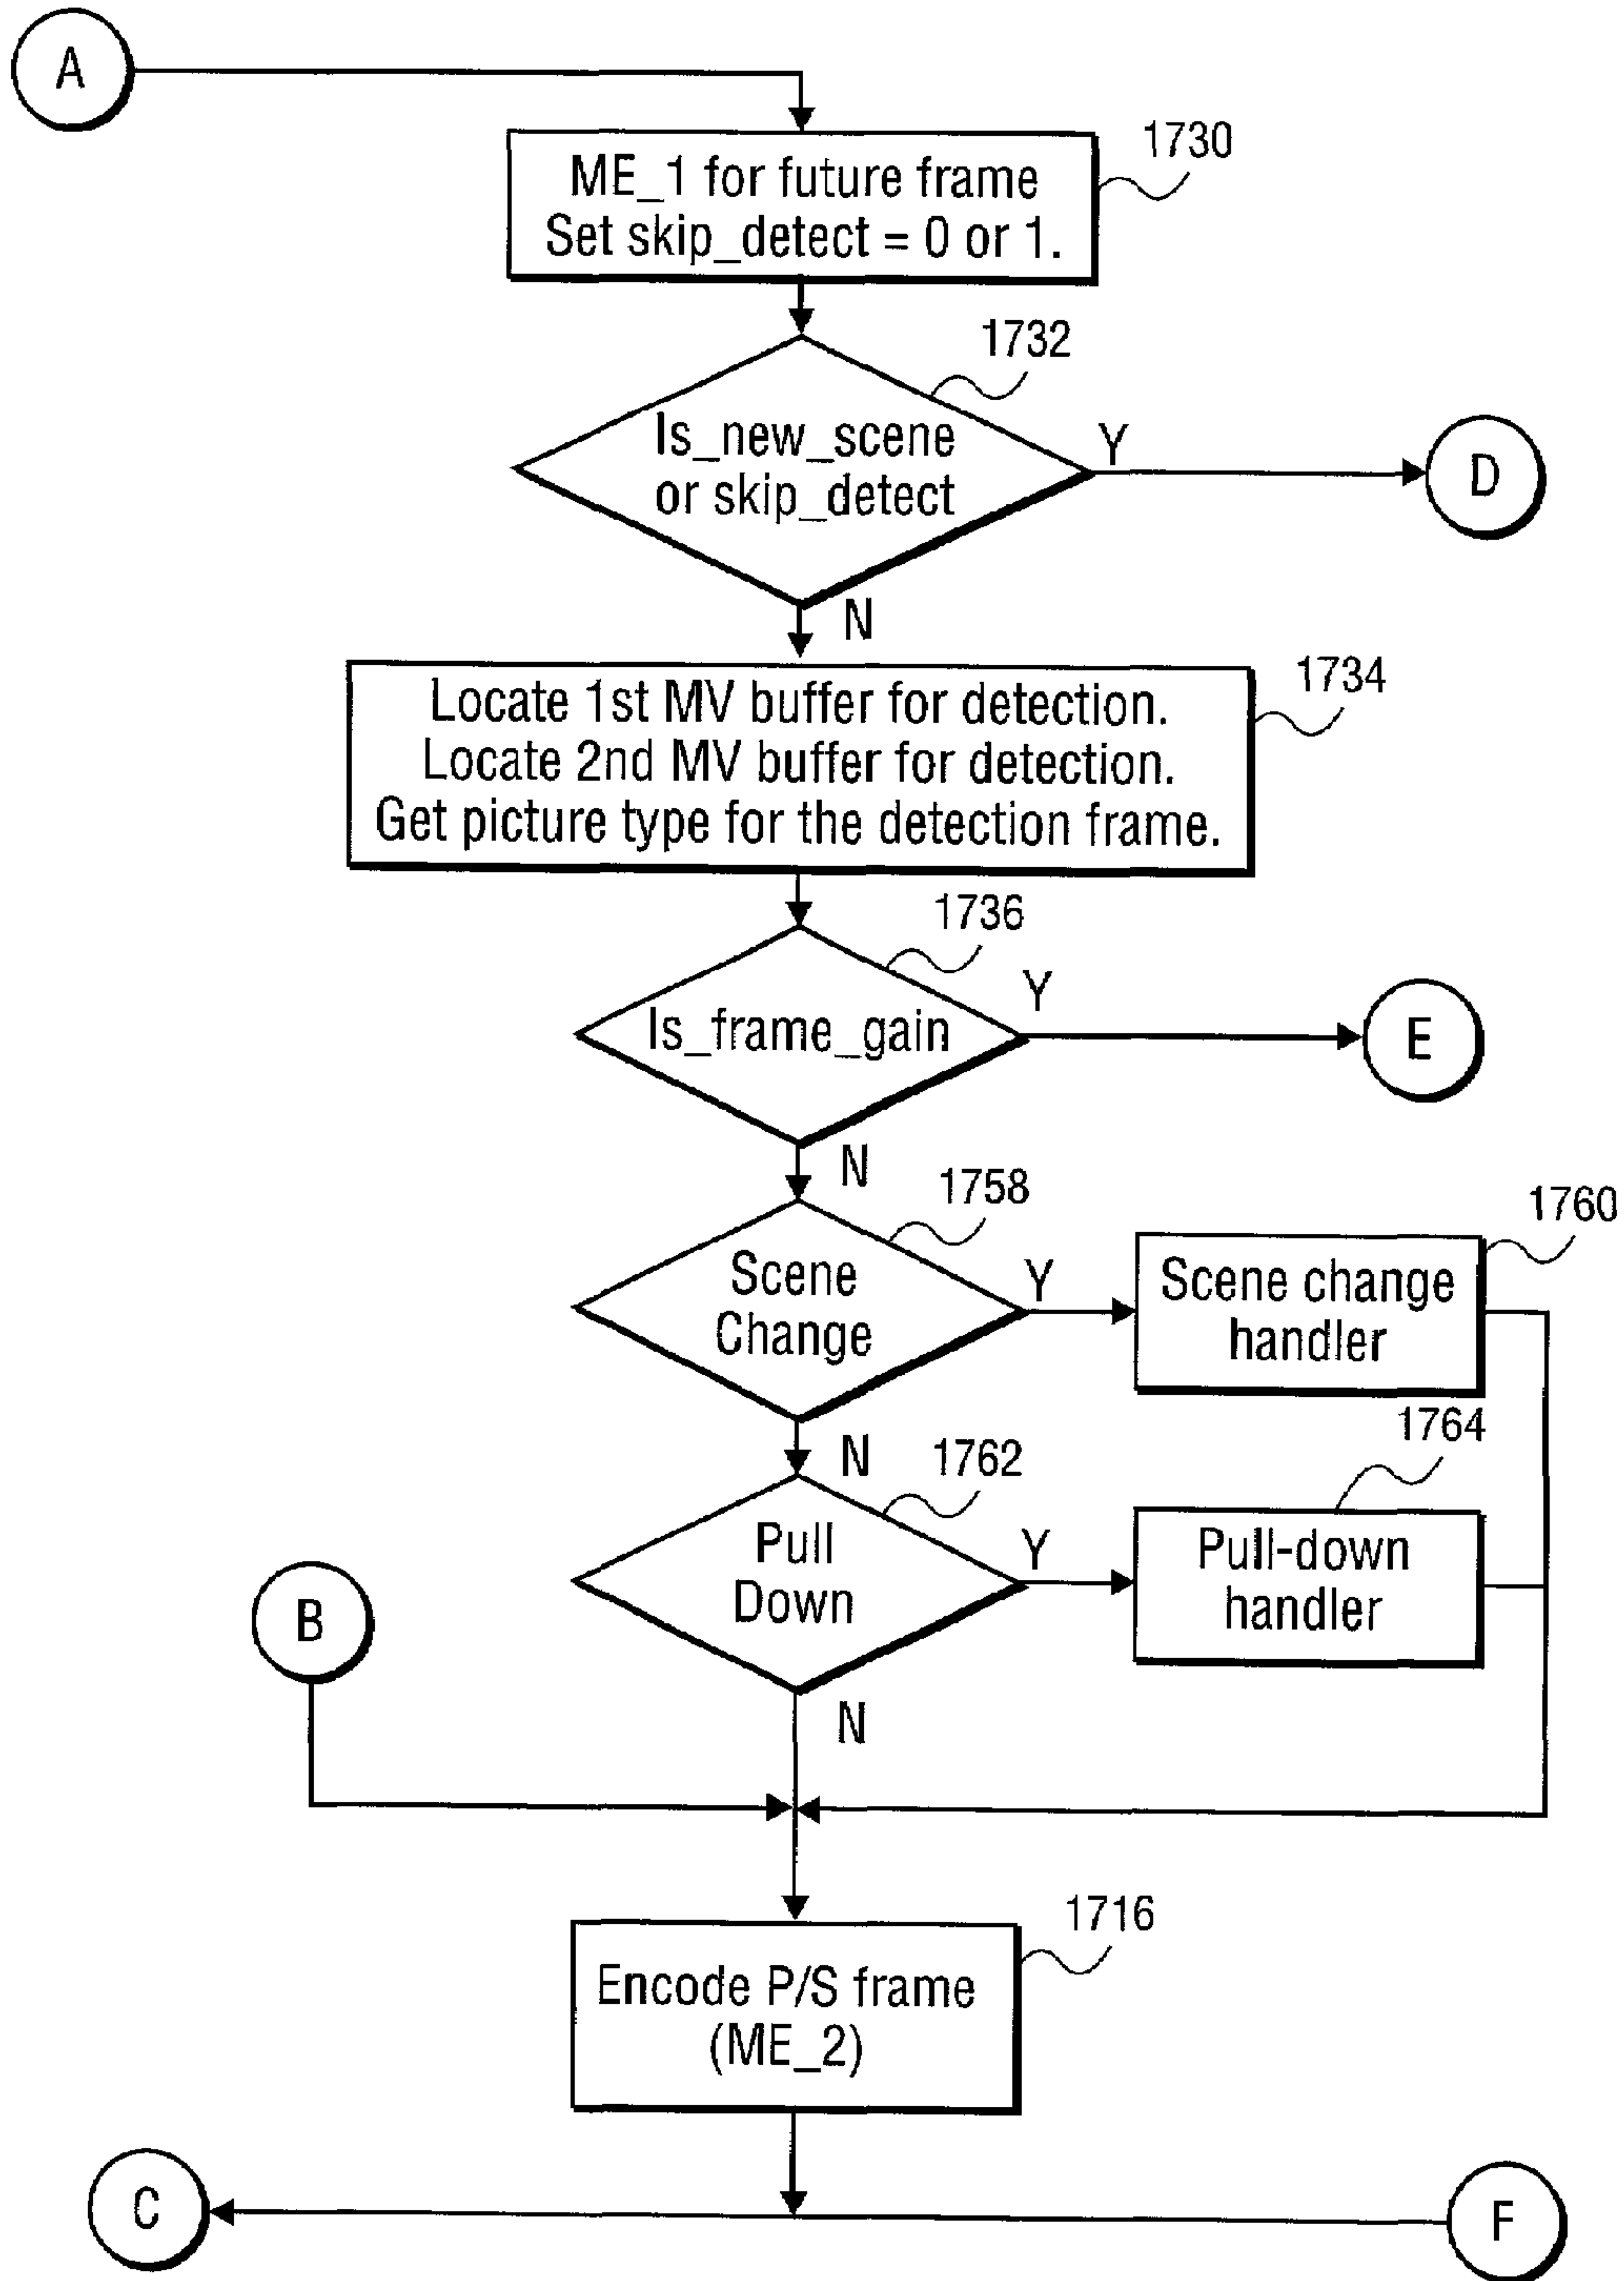 A
1730
ME_1 for future frame
Set skip_detect = 0 or 1.
1732
Is_new_scene
or skip_detect
Y
D
N
1734
Locate 1st MV buffer for detection.
Locate 2nd MV buffer for detection.
Get picture type for the detection frame.
1736
Is_frame_gain
Y
E
N
1758
Scene
Change
Y
1760
Scene change
handler
N
1762
Pull
Down
Y
1764
Pull-down
handler
B
N
1716
Encode P/S frame
(ME_2)
C
F